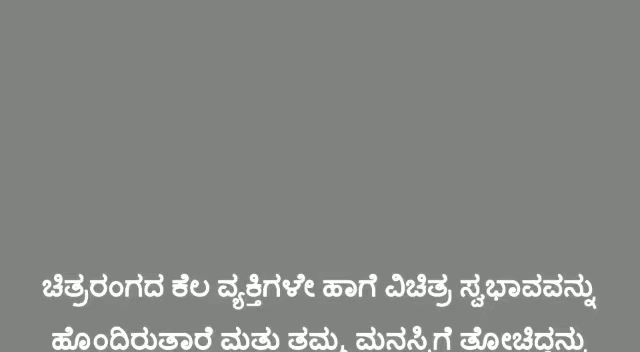 ಚಿತ್ರರಂಗದ ಕೆಲ ವ್ಯಕ್ತಿಗಳೇ ಹಾಗೆ ವಿಚಿತ್ರ ಸ್ವಭಾವವನ್ನು
ಹೊಂದಿರುತ್ತಾರೆ ಮತ್ತು ತಮ್ಮ ಮನಸ್ಸಿಗೆ ತೋಚಿದ್ದನ್ನು